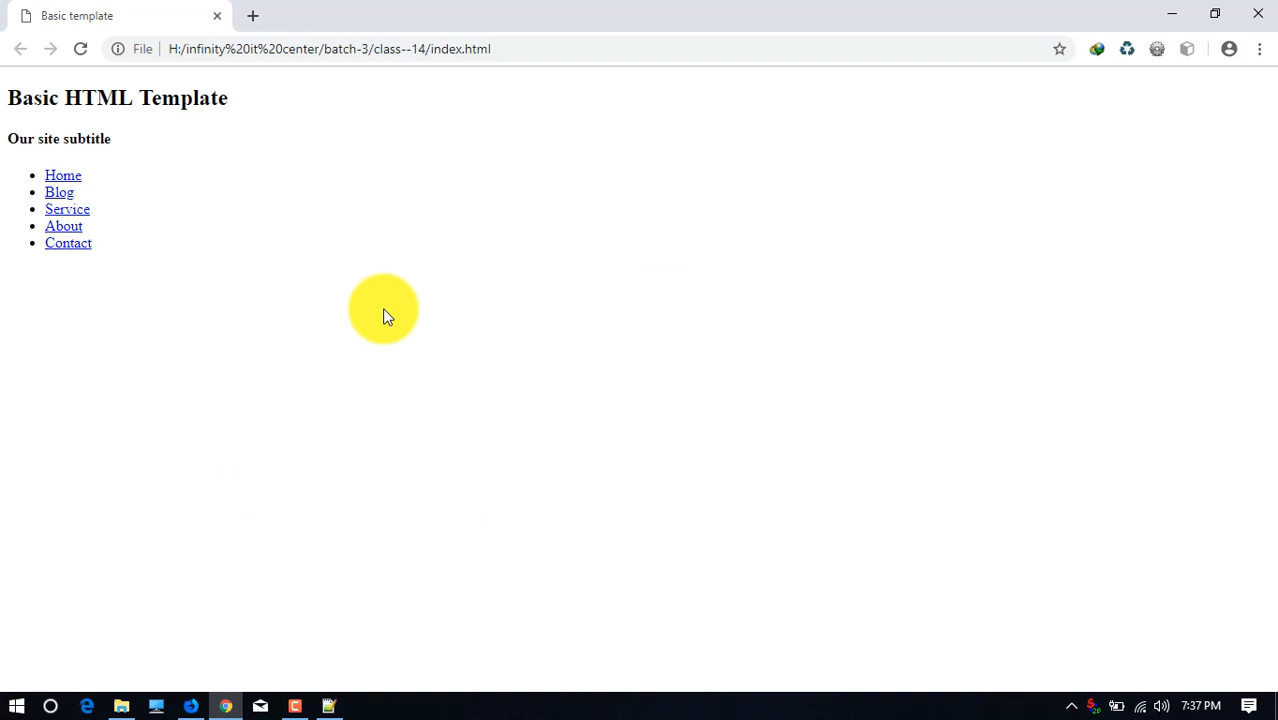 Basic template
File
H:/infinity%20it%20center/batch-3/class--14/index.html
Basic HTML Template
Our site subtitle
Home
Blog
Service
About
Contact
7:37 PM